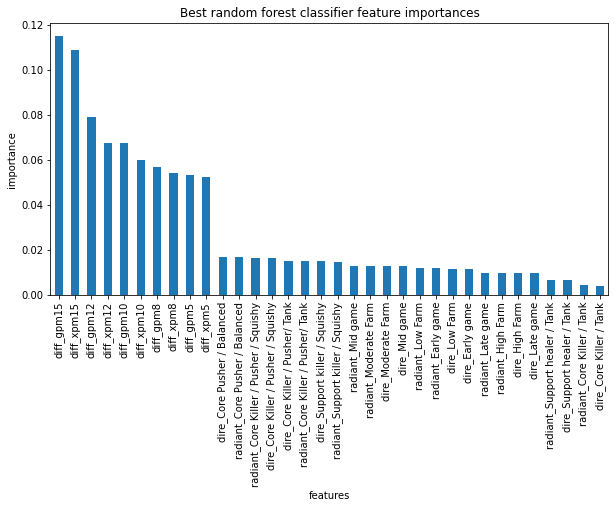 Best random forest classifier feature importances
0.12
0.10
0.08
0.06
0.04
0.02
0.00
importance
diff_gpm15
diff_xpm15
diff_gpm12
diff_xpm12
diff_gpm10
diff_xpm10
diff_gpm8
diff_xpm8
diff_gpm5
diff_xpm5
dire_Core Pusher / Balanced
radiant_Core Pusher / Balanced
radiant_Core Killer / Pusher / Squishy
dire_Core Killer / Pusher / Squishy
dire_Core Killer / Pusher/ Tank
radiant_Core Killer / Pusher/ Tank
dire_Support killer / Squishy
radiant_Support killer / Squishy
radiant_Mid game
radiant_Moderate Farm
dire_Moderate Farm
dire_Mid game
radiant_Low Farm
radiant_Early game
dire_Low Farm
dire_Early game
radiant_Late game
radiant_High Farm
dire_High Farm
dire_Late game
radiant_Support healer / Tank
dire_Support healer / Tank
radiant_Core Killer / Tank
dire_Core Killer / Tank
features